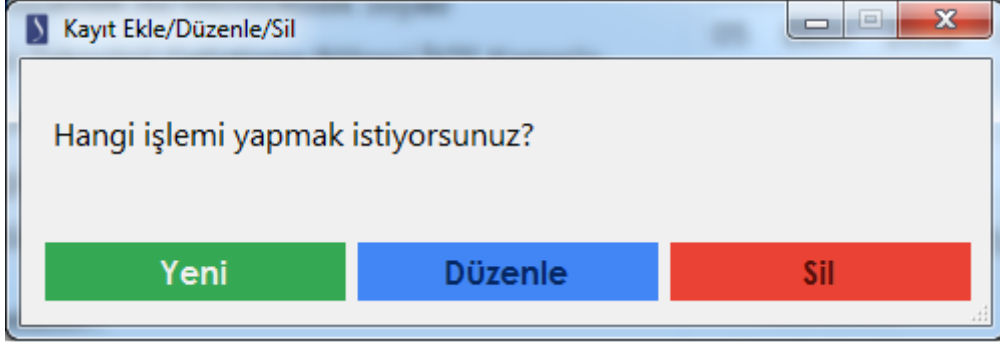 Kayıt Ekle/Düzenle/Sil
Hangi işlemi yapmak istiyorsunuz?
Yeni Düzenle Sil